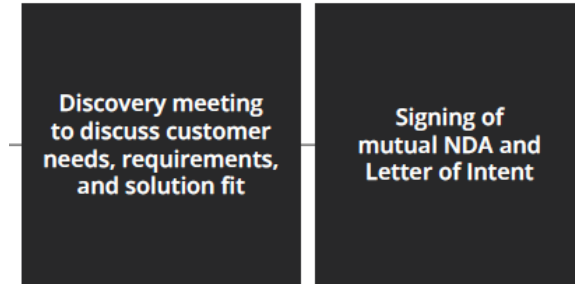 Discovery meeting
to discuss customer
needs, requirements,
and solution fit
Signing of
mutual NDA and
Letter of Intent